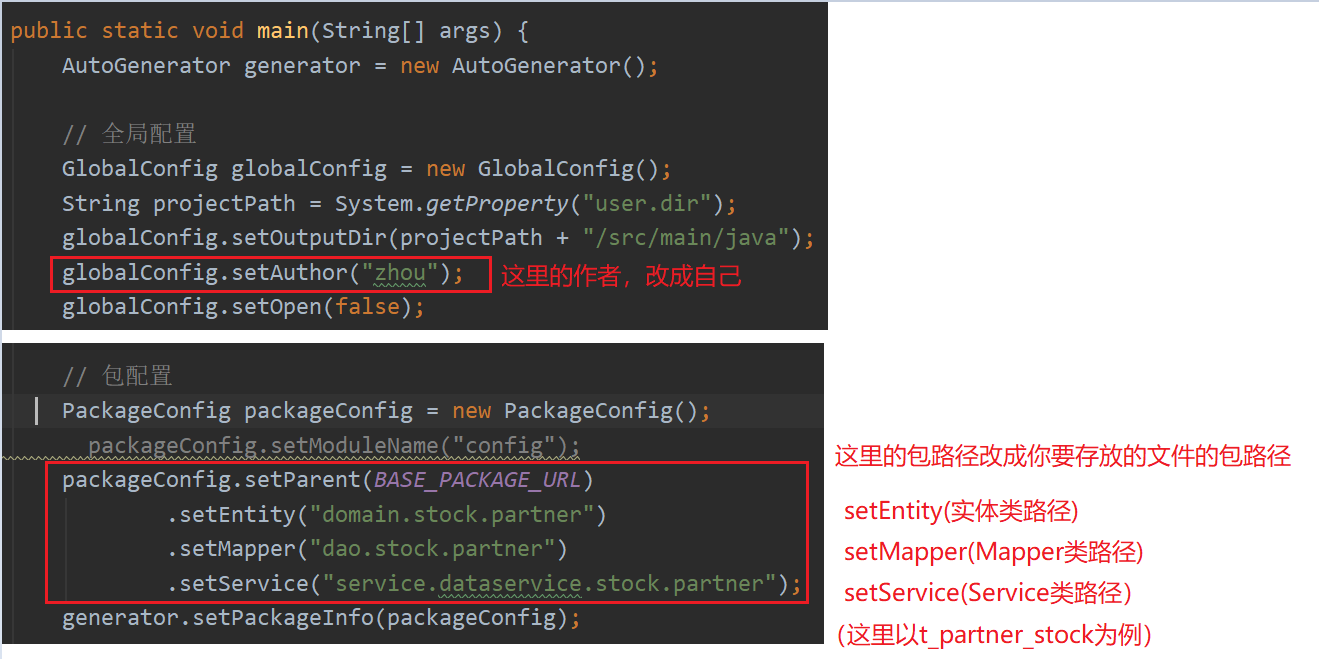 public static void main(String[] args) {
AutoGenerator generator = new AutoGenerator();
// 全局配置
GlobalConfig globalConfig = new GlobalConfig();
String projectPath = System.getProperty("user.dir");
globalConfig.setOutputDir(projectPath + "/src/main/java");
globalConfig.setAuthor("zhou"); 这里的作者，改成自己
globalConfig.setOpen(false);
// 包配置
PackageConfig packageConfig = new PackageConfig();
packageConfig.setModuleName("config");
packageConfig.setParent(BASE_PACKAGE_URL)
.setEntity("domain.stock.partner")
.setMapper("dao.stock.partner")
.setService("service.dataservice.stock.partner");
generator.setPackageInfo(packageConfig);
这里的包路径改成你要存放的文件的包路径
setEntity(实体类路径)
setMapper(Mapper类路径)
setService(Service类路径)
(这里以t_partner_stock为例)